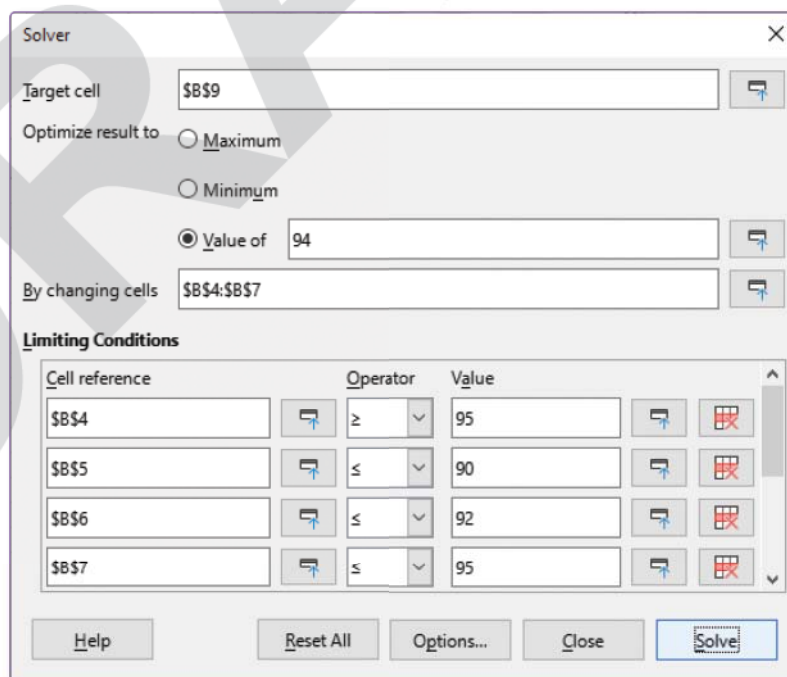 Solver
Target cell $B$9
Optimize result to Maximum
Minimum
Value of 94
By changing cells $B$4:$B$7
Limiting Conditions
Cell reference Operator Value
$B$4 ≥ 95
$B$5 ≤ 90
$B$6 ≤ 92
$B$7 ≤ 95
Help Reset All Options... Close Solve